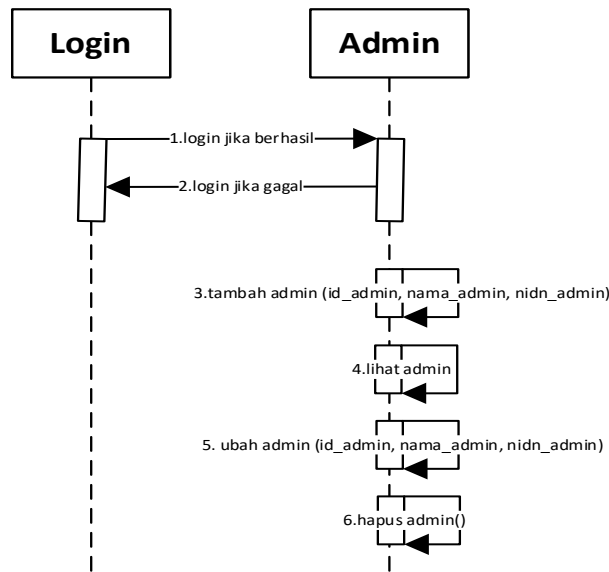 Login
Admin
1.login jika berhasil
2.login jika gagal
3.tambah admin (id_admin, nama_admin, nidn_admin)
4.lihat admin
5. ubah admin (id_admin, nama_admin, nidn_admin)
6.hapus admin()